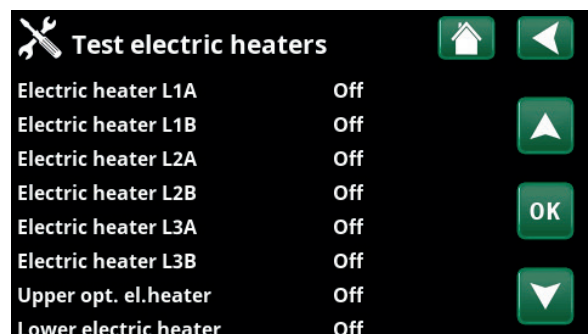 Test electric heaters
Electric heater L1A Off
Electric heater L1B Off
Electric heater L2A Off
Electric heater L2B Off
Electric heater L3A Off
OK
Electric heater L3B Off
Upper opt. el.heater Off
Lower electric heater Off